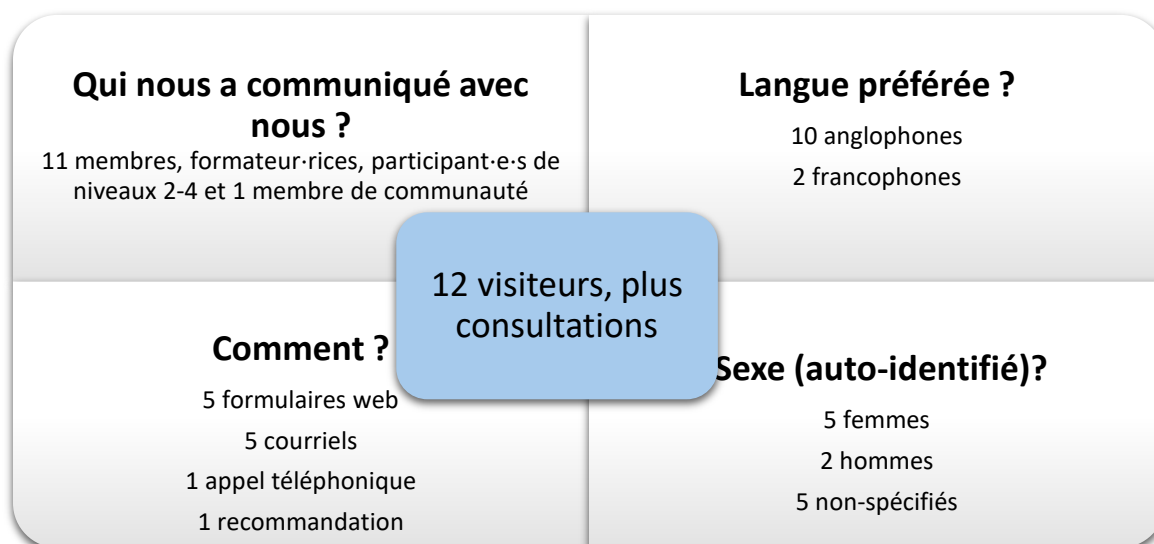 Qui nous a communiqué avec
nous ?
11 membres, formateur·rices, participant·e·s de
niveaux 2-4 et 1 membre de communauté
Langue préférée ?
10 anglophones
2 francophones
12 visiteurs, plus
consultations
Comment ?
5 formulaires web
5 courriels
1 appel téléphonique
1 recommandation
Sexe (auto-identifié)?
5 femmes
2 hommes
5 non-spécifiés